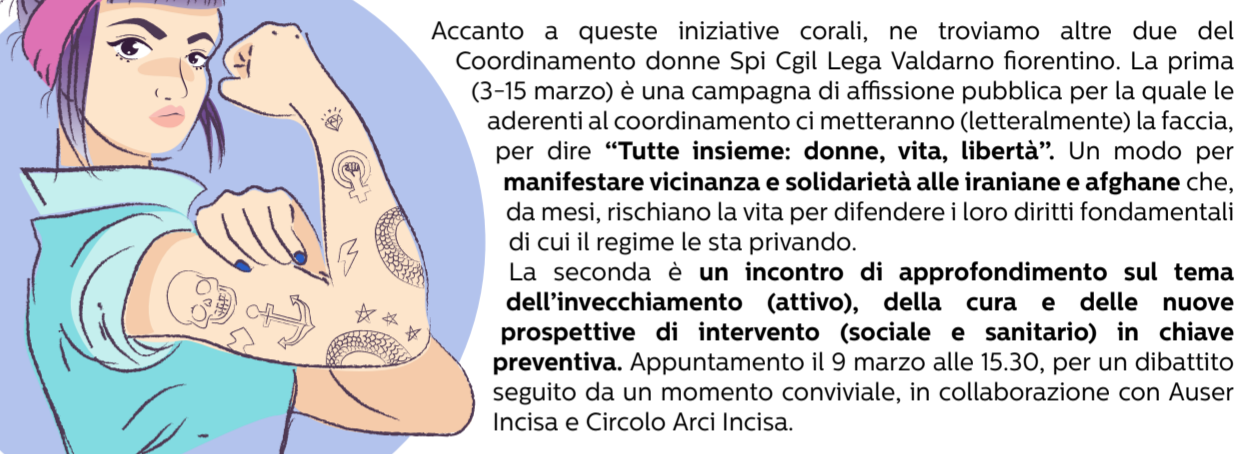 Accanto a queste iniziative corali, ne troviamo altre due del
Coordinamento donne Spi Cgil Lega Valdarno fiorentino. La prima
(3-15 marzo) è una campagna di affissione pubblica per la quale le
aderenti al coordinamento ci metteranno (letteralmente) la faccia,
per dire “Tutte insieme: donne, vita, libertà”. Un modo per
manifestare vicinanza e solidarietà alle iraniane e afghane che,
da mesi, rischiano la vita per difendere i loro diritti fondamentali
di cui il regime le sta privando.
La seconda è un incontro di approfondimento sul tema
dell’invecchiamento (attivo), della cura e delle nuove
prospettive di intervento (sociale e sanitario) in chiave
preventiva. Appuntamento il 9 marzo alle 15.30, per un dibattito
seguito da un momento conviviale, in collaborazione con Auser
Incisa e Circolo Arci Incisa.